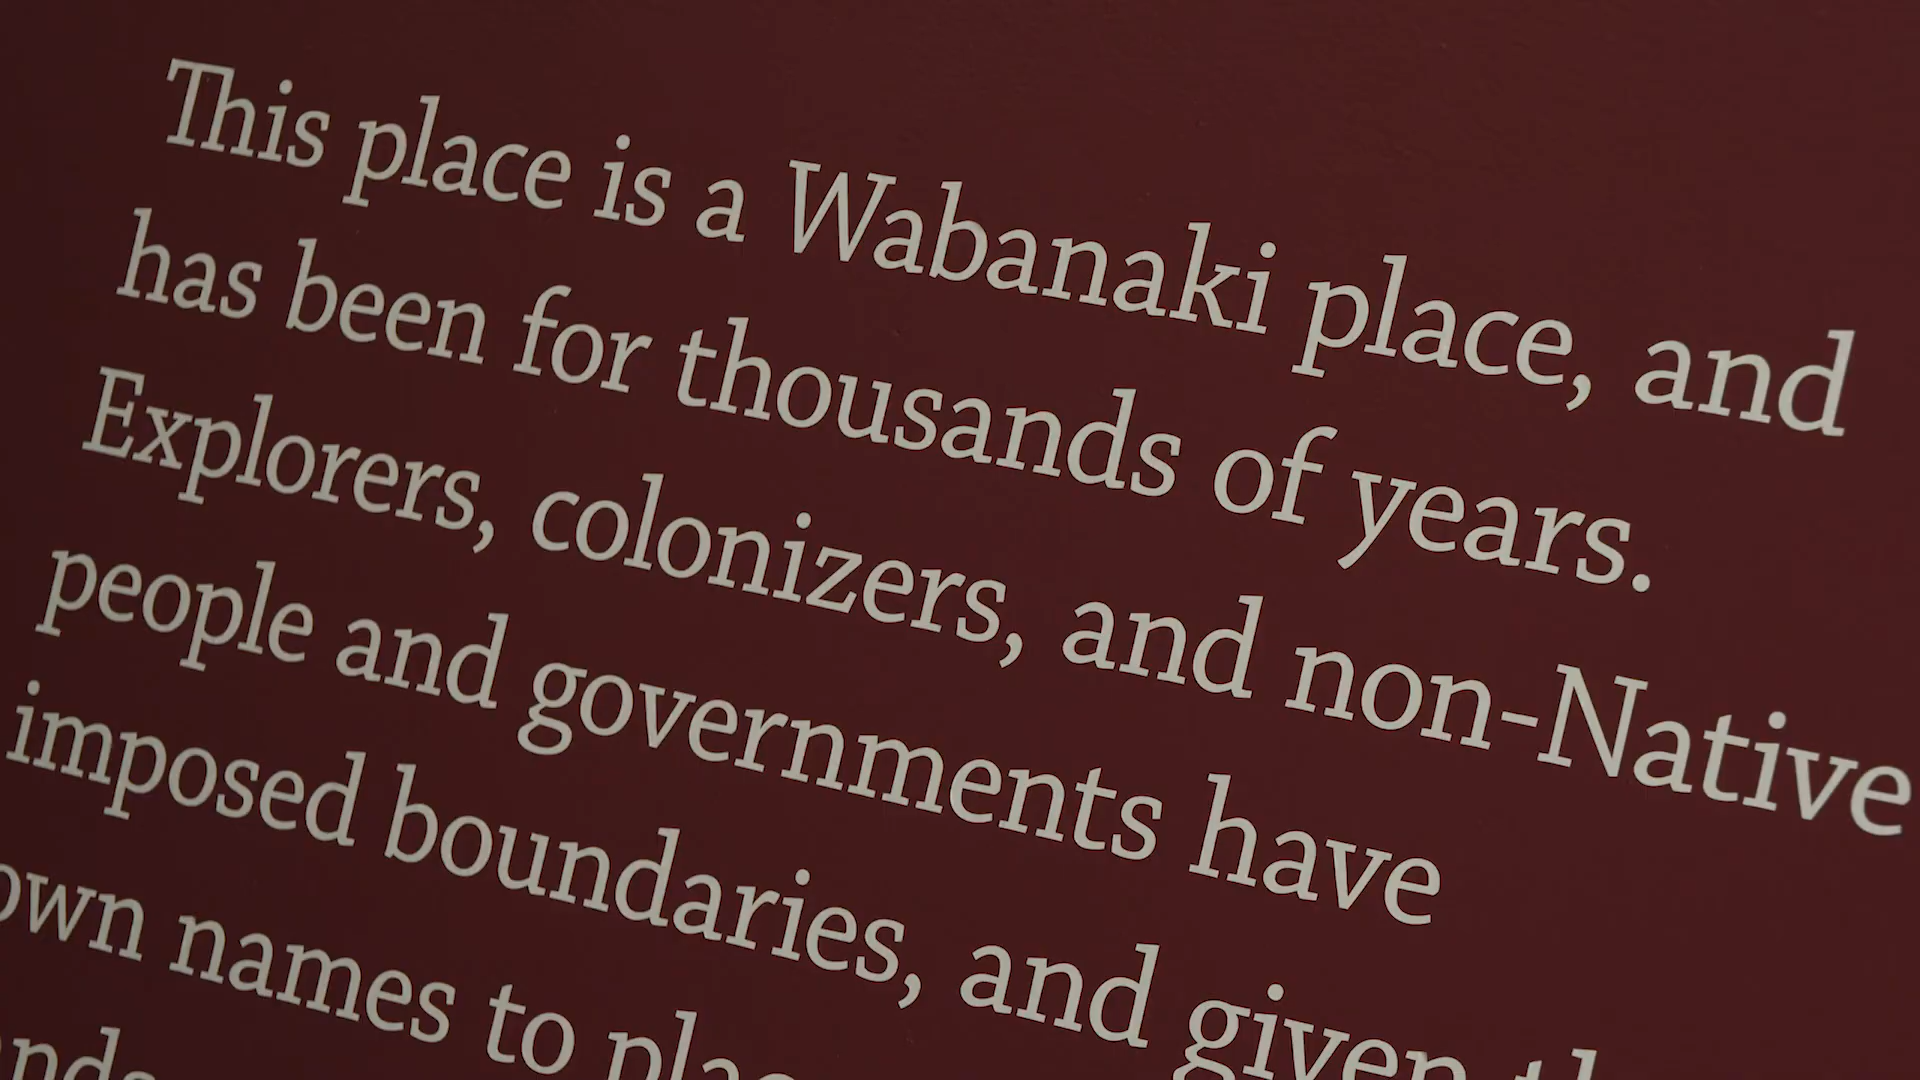 This place is a Wabanaki place, and
has been for thousands of years.
Explorers, colonizers, and non-Native
people and governments have
imposed boundaries, and given
own names to